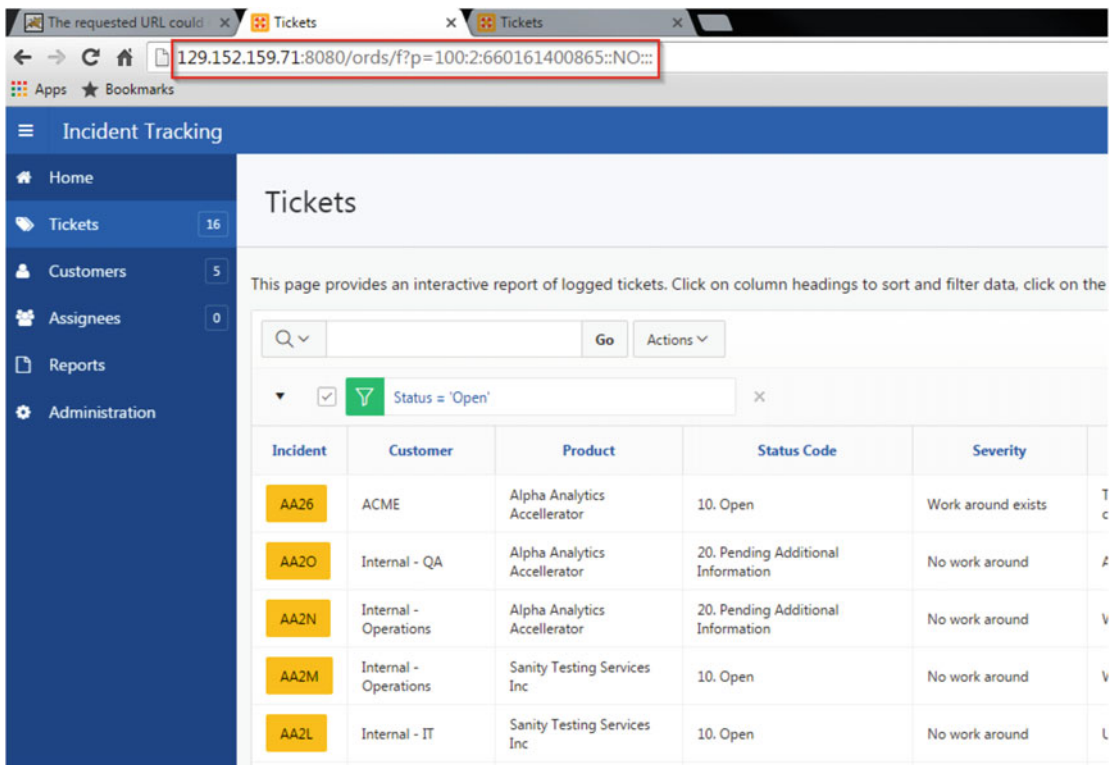 The requested URL could
Tickets
Tickets
129.152.159.71:8080/ords/f?p=100:2:660161400865::NO:::
Apps Bookmarks
Incident Tracking
Home
Tickets 16
Customers 5
Assignees 0
Reports
Administration
Tickets
This page provides an interactive report of logged tickets. Click on column headings to sort and filter data, click on the
Go Actions
Status = 'Open'
Incident Customer Product Status Code Severity
AA26 ACME Alpha Analytics Accellerator 10. Open Work around exists
AA2O Internal - QA Alpha Analytics Accellerator 20. Pending Additional Information No work around
AA2N Internal - Operations Alpha Analytics Accellerator 20. Pending Additional Information No work around
AA2M Internal - Operations Sanity Testing Services Inc 10. Open No work around
AA2L Internal - IT Sanity Testing Services Inc 10. Open No work around